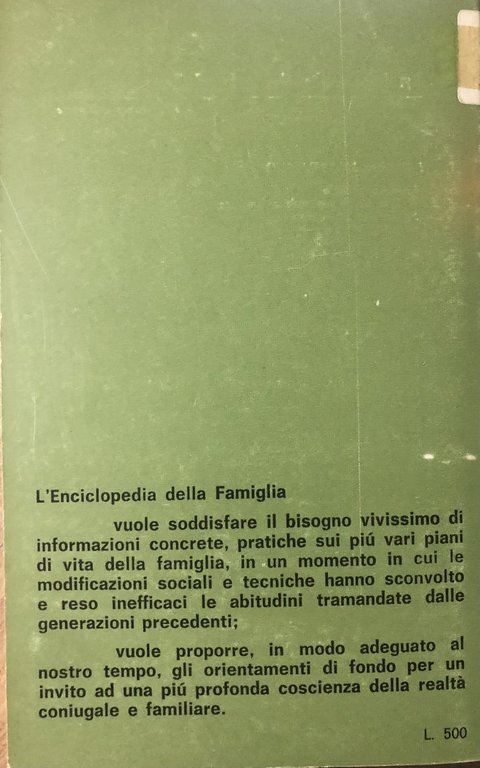 L'Enciclopedia della Famiglia
vuole soddisfare il bisogno vivissimo di
informazioni concrete, pratiche sui piú vari piani
di vita della famiglia, in un momento in cui le
modificazioni sociali e tecniche hanno sconvolto
e reso inefficaci le abitudini tramandate dalle
generazioni precedenti;
vuole proporre, in modo adeguato al
nostro tempo, gli orientamenti di fondo per un
invito ad una piú profonda coscienza della realtà
coniugale e familiare.
L. 500